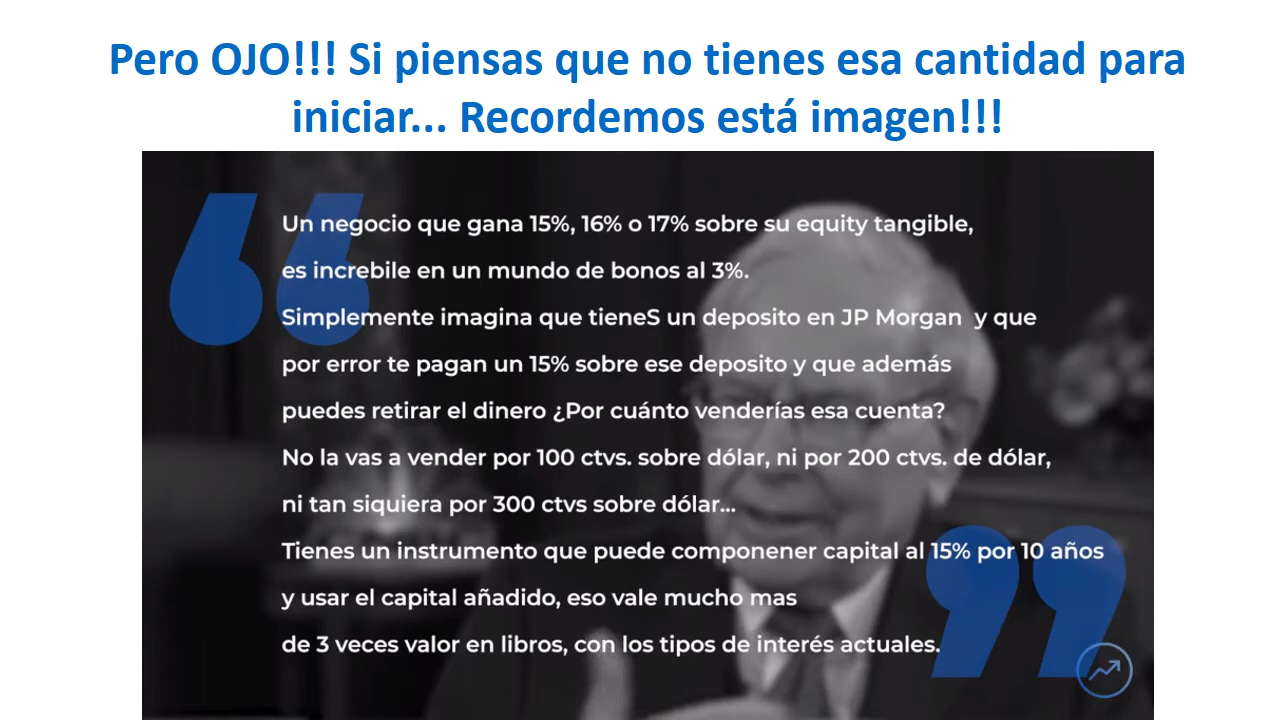 Pero OJO!!! Si piensas que no tienes esa cantidad para
iniciar... Recordemos está imagen!!!
Un negocio que gana 15%, 16% o 17% sobre su equity tangible,
es increbile en un mundo de bonos al 3%.
Simplemente imagina que tieneS un deposito en JP Morgan y que
por error te pagan un 15% sobre ese deposito y que además
puedes retirar el dinero ¿Por cuánto venderías esa cuenta?
No la vas a vender por 100 ctvs. sobre dólar, ni por 200 ctvs. de dólar,
ni tan siquiera por 300 ctvs sobre dólar...
Tienes un instrumento que puede componener capital al 15% por 10 años
y usar el capital añadido, eso vale mucho mas
de 3 veces valor en libros, con los tipos de interés actuales.